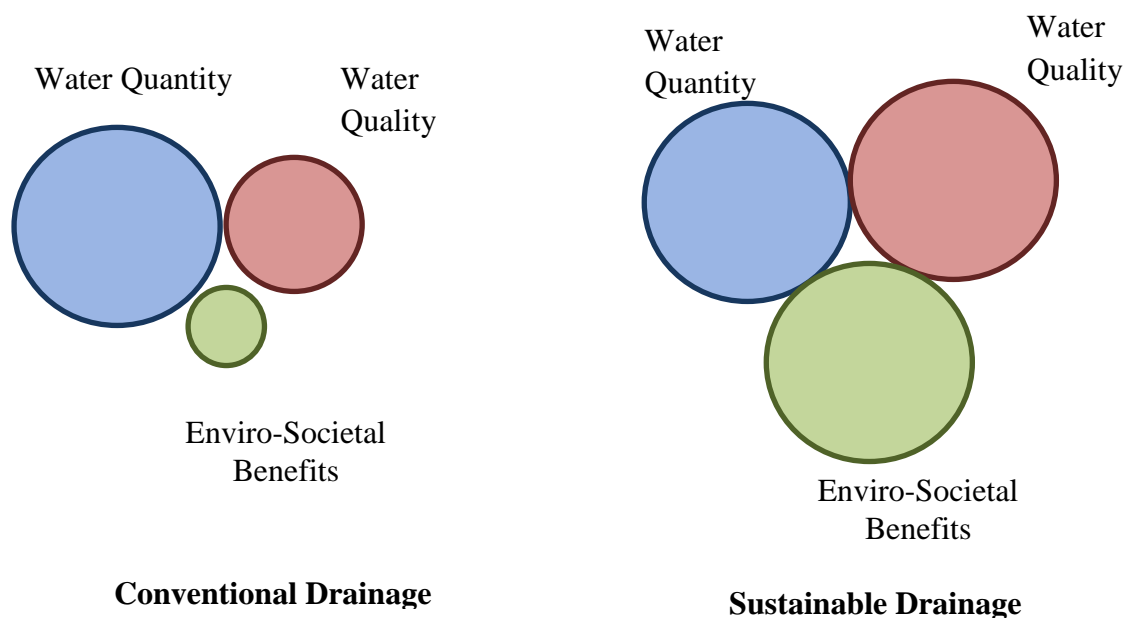 Water Quantity
Water
Quality
Enviro-Societal
Benefits
Conventional Drainage
Water
Quantity
Water
Quality
Enviro-Societal
Benefits
Sustainable Drainage